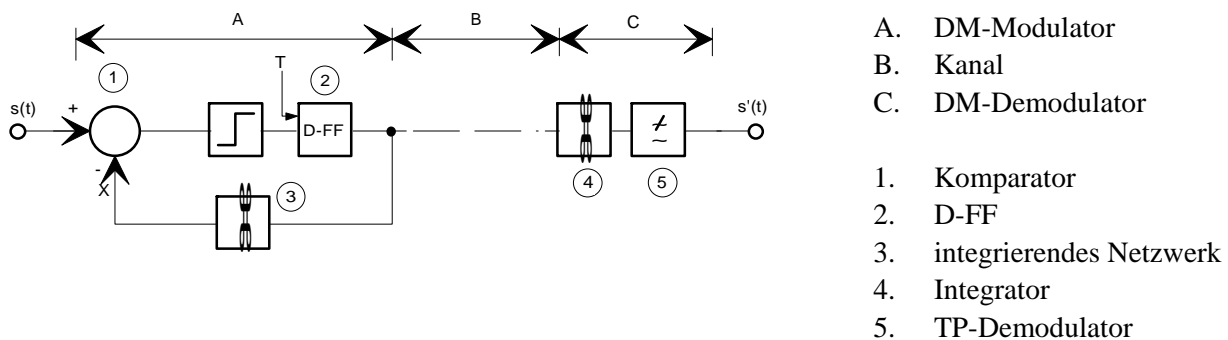 A
B
C
1
T
2
s(t)
+
D-FF
s'(t)
-
X
3
4
5
A. DM-Modulator
B. Kanal
C. DM-Demodulator
1. Komparator
2. D-FF
3. integrierendes Netzwerk
4. Integrator
5. TP-Demodulator